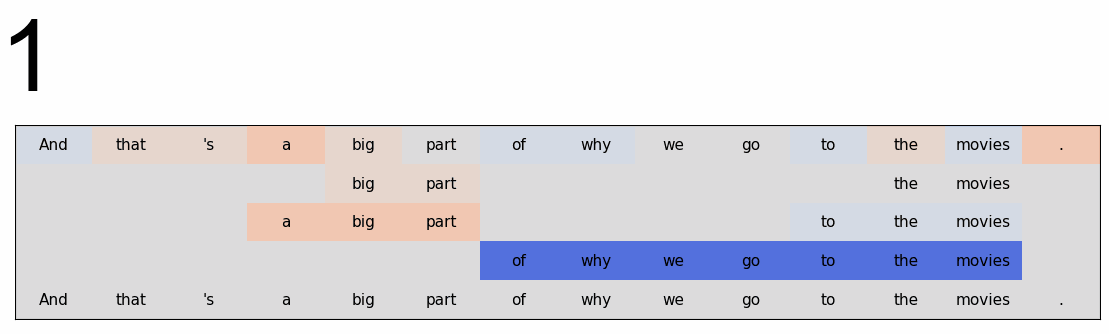 1
And that 's a big part of why we go to the movies .
big part the movies
a big part to the movies
of why we go to the movies
And that 's a big part of why we go to the movies .